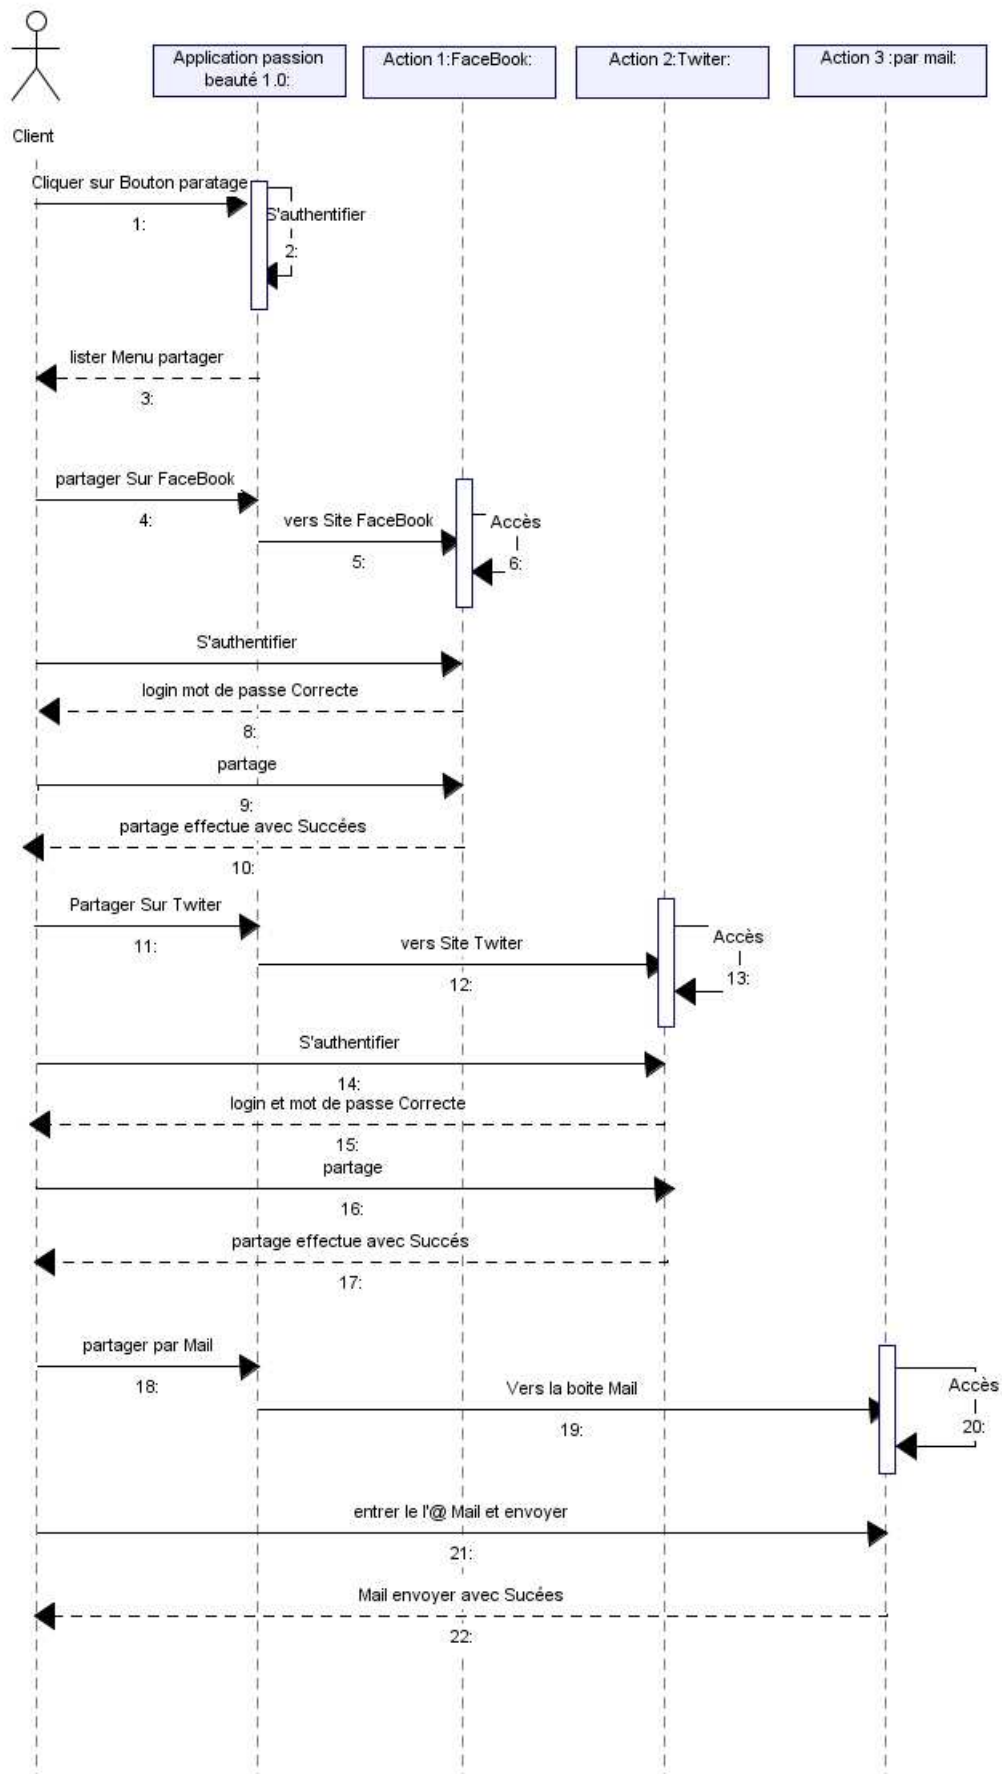 Application passion
beauté 1.0:
Action 1:FaceBook:
Action 2:Twiter:
Action 3 :par mail:
Client
Cliquer sur Bouton paratage
1:
S'authentifier
2:
lister Menu partager
3:
partager Sur FaceBook
4:
vers Site FaceBook
5:
Accès
6:
S'authentifier
login mot de passe Correcte
8:
partage
9:
partage effectue avec Succées
10:
Partager Sur Twiter
11:
vers Site Twiter
12:
Accès
13:
S'authentifier
14:
login et mot de passe Correcte
15:
partage
16:
partage effectue avec Succés
17:
partager par Mail
18:
Vers la boite Mail
19:
Accès
20:
entrer le l'@ Mail et envoyer
21:
Mail envoyer avec Sucées
22: